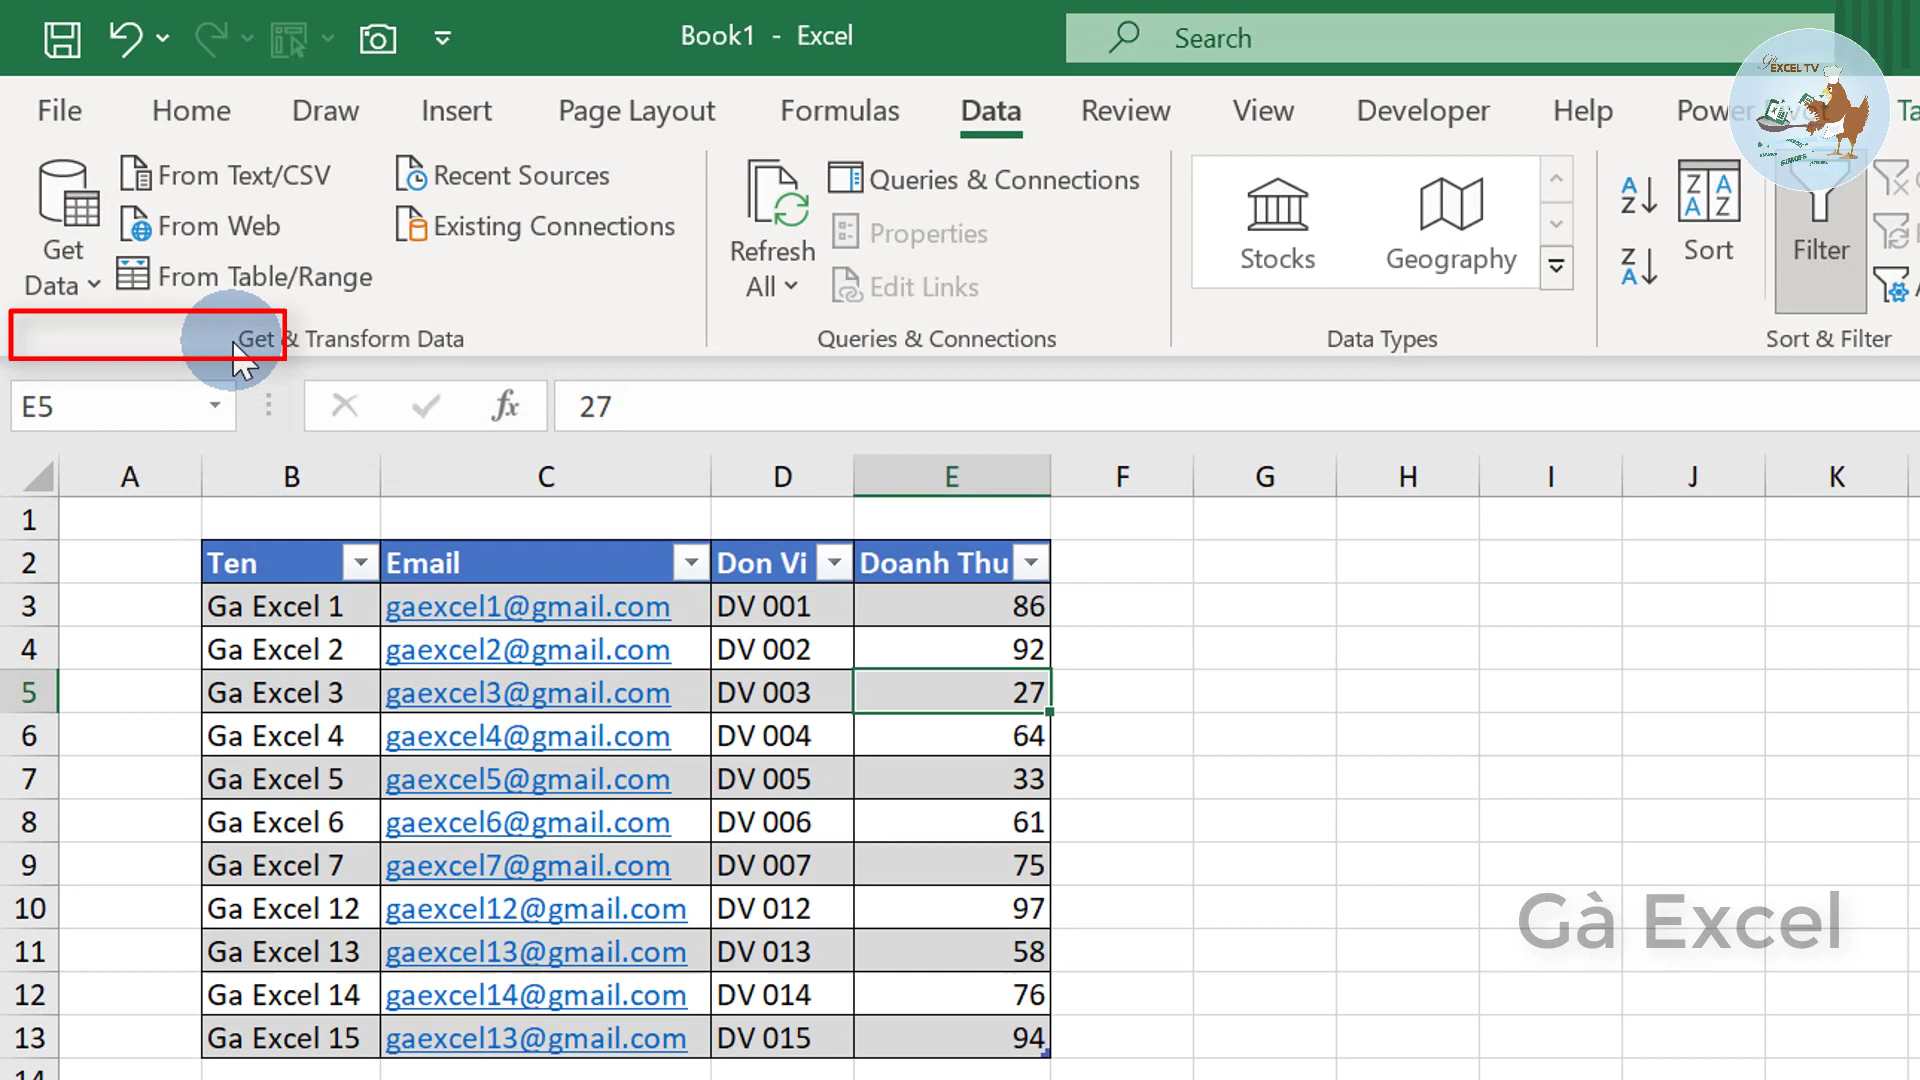 Book1 - Excel
Search
EXCEL TV
File Home Draw Insert Page Layout Formulas Data Review View Developer Help Power Pivot Ta
Get Data
From Text/CSV
From Web
From Table/Range
Recent Sources
Existing Connections
Get & Transform Data
Refresh All
Queries & Connections
Properties
Edit Links
Queries & Connections
Stocks
Geography
Data Types
Sort
Filter
Sort & Filter
E5 fx 27
A B C D E F G H I J K
1
2 Ten Email Don Vi Doanh Thu
3 Ga Excel 1 gaexcel1@gmail.com DV 001 86
4 Ga Excel 2 gaexcel2@gmail.com DV 002 92
5 Ga Excel 3 gaexcel3@gmail.com DV 003 27
6 Ga Excel 4 gaexcel4@gmail.com DV 004 64
7 Ga Excel 5 gaexcel5@gmail.com DV 005 33
8 Ga Excel 6 gaexcel6@gmail.com DV 006 61
9 Ga Excel 7 gaexcel7@gmail.com DV 007 75
10 Ga Excel 12 gaexcel12@gmail.com DV 012 97
11 Ga Excel 13 gaexcel13@gmail.com DV 013 58
12 Ga Excel 14 gaexcel14@gmail.com DV 014 76
13 Ga Excel 15 gaexcel13@gmail.com DV 015 94
14
Gà Excel